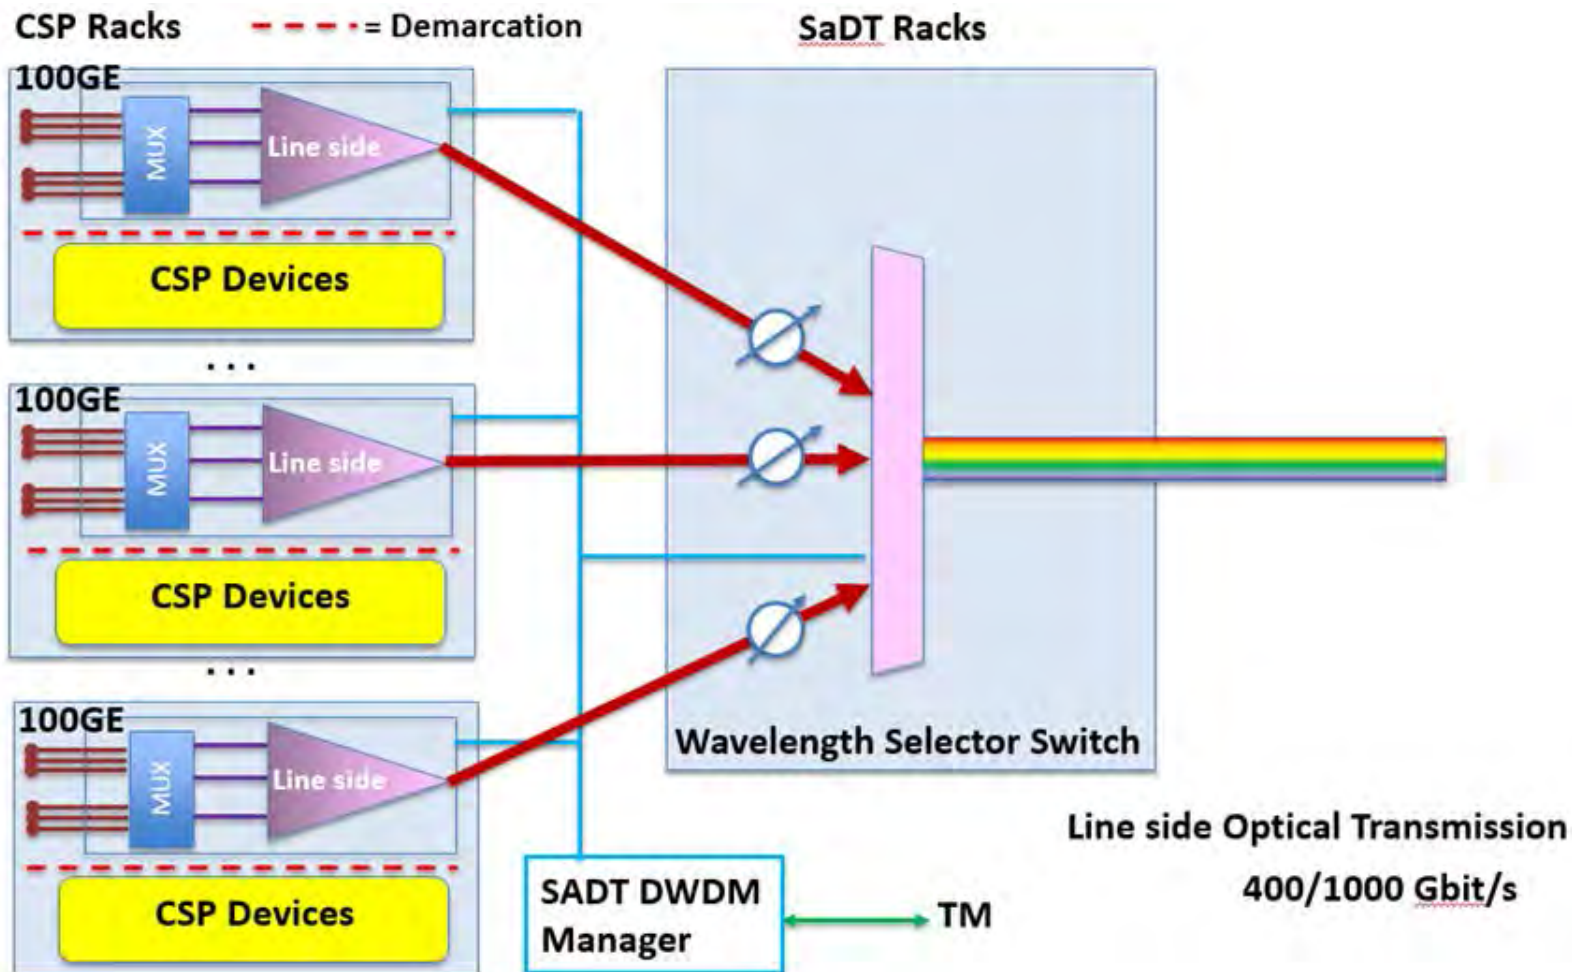 CSP Racks
= Demarcation
SaDT Racks
100GE
MUX
Line side
CSP Devices
. . .
100GE
MUX
Line side
CSP Devices
. . .
100GE
MUX
Line side
CSP Devices
Wavelength Selector Switch
SADT DWDM
Manager
TM
Line side Optical Transmission
400/1000 Gbit/s